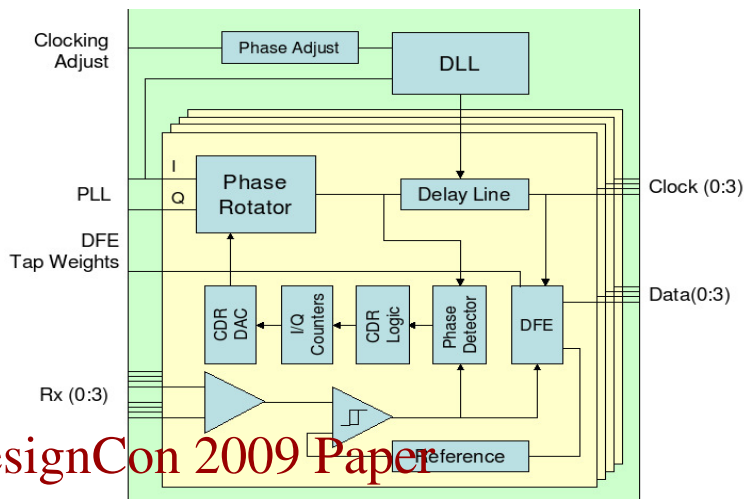 Clocking
Adjust
Phase Adjust
DLL
I
Phase
Rotator
Delay Line
Clock (0:3)
PLL
Q
DFE
Tap Weights
CDR
DAC
I/Q
Counters
CDR
Logic
Phase
Detector
DFE
Data(0:3)
Rx (0:3)
Reference
esignCon 2009 Paper